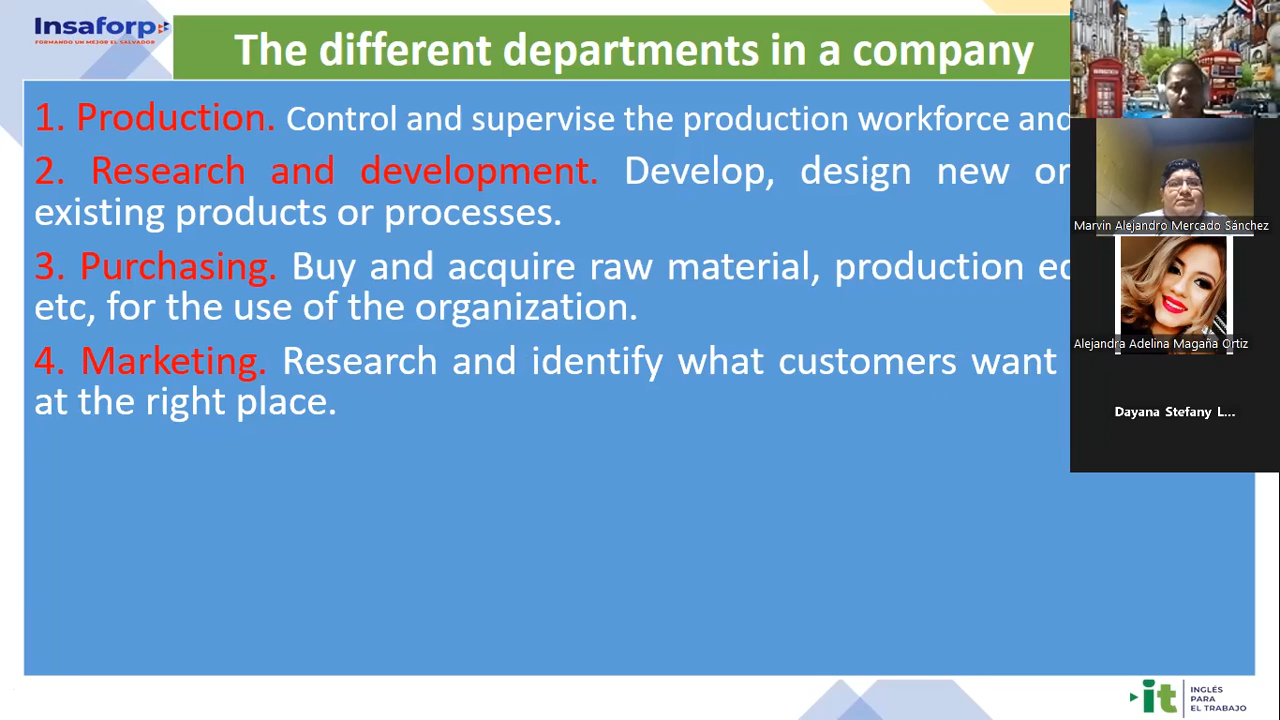 Insaforp
FORMANDO UN MEJOR EL SALVADOR
The different departments in a company
1. Production. Control and supervise the production workforce and
2. Research and development. Develop, design new or
existing products or processes.
3. Purchasing. Buy and acquire raw material, production
etc, for the use of the organization.
4. Marketing. Research and identify what customers want
at the right place.
Marvin Alejandro Mercado Sánchez
Alejandra Adelina Magaña Ortiz
Dayana Stefany L...
it
INGLÉS
PARA
EL TRABAJO